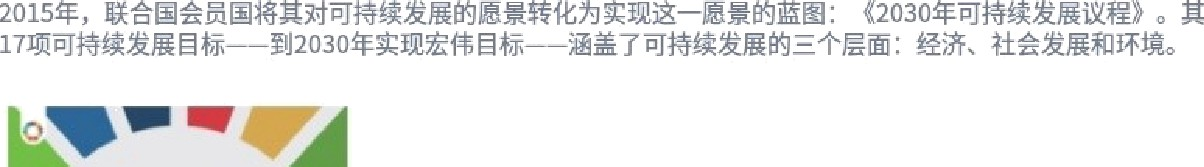 2015年，联合国会员国将其对可持续发展的愿景转化为实现这一愿景的蓝图：《2030年可持续发展议程》。其
17项可持续发展目标——到2030年实现宏伟目标——涵盖了可持续发展的三个层面：经济、社会发展和环境。